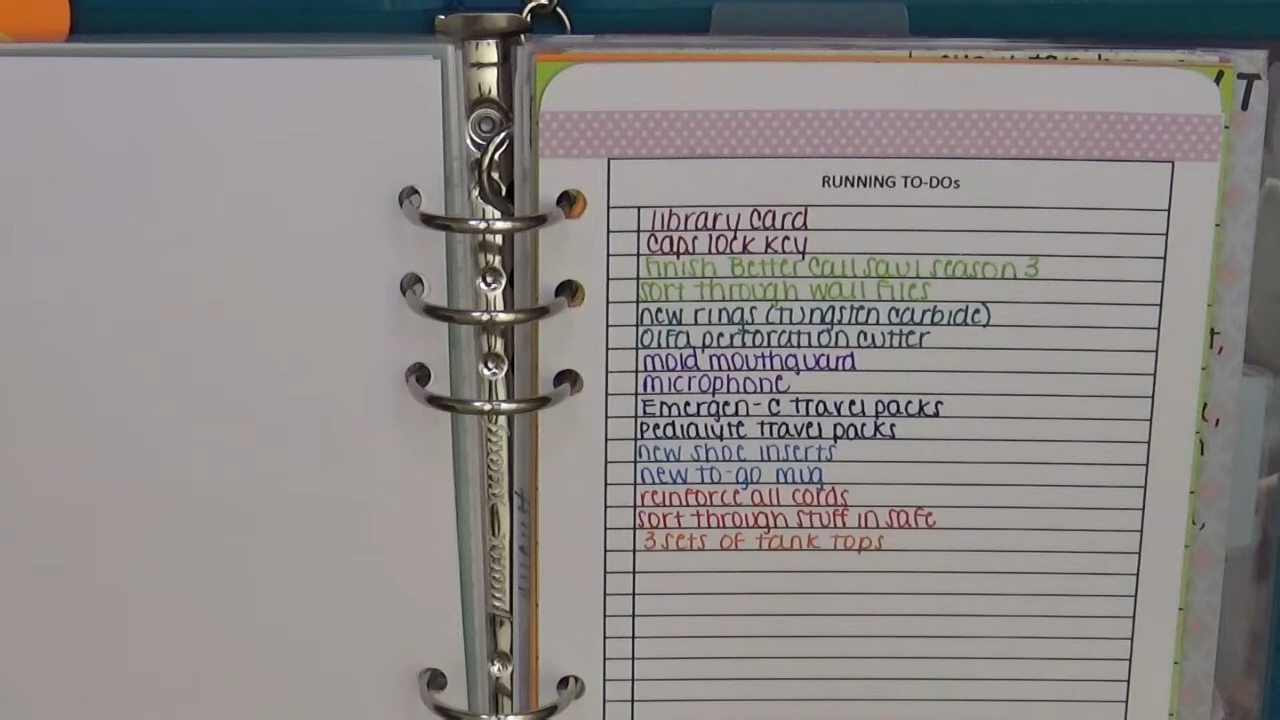 RUNNING TO-DOs
library card
caps lock key
Finish Better Call Saul season 3
sort through wall files
new rings (tungsten carbide)
Olfa perforation cutter
mold mouthguard
microphone
Emergen-C travel packs
Pedialyte travel packs
new shoe inserts
new to-go mug
reinforce all cords
sort through stuff in safe
3 sets of tank tops
T